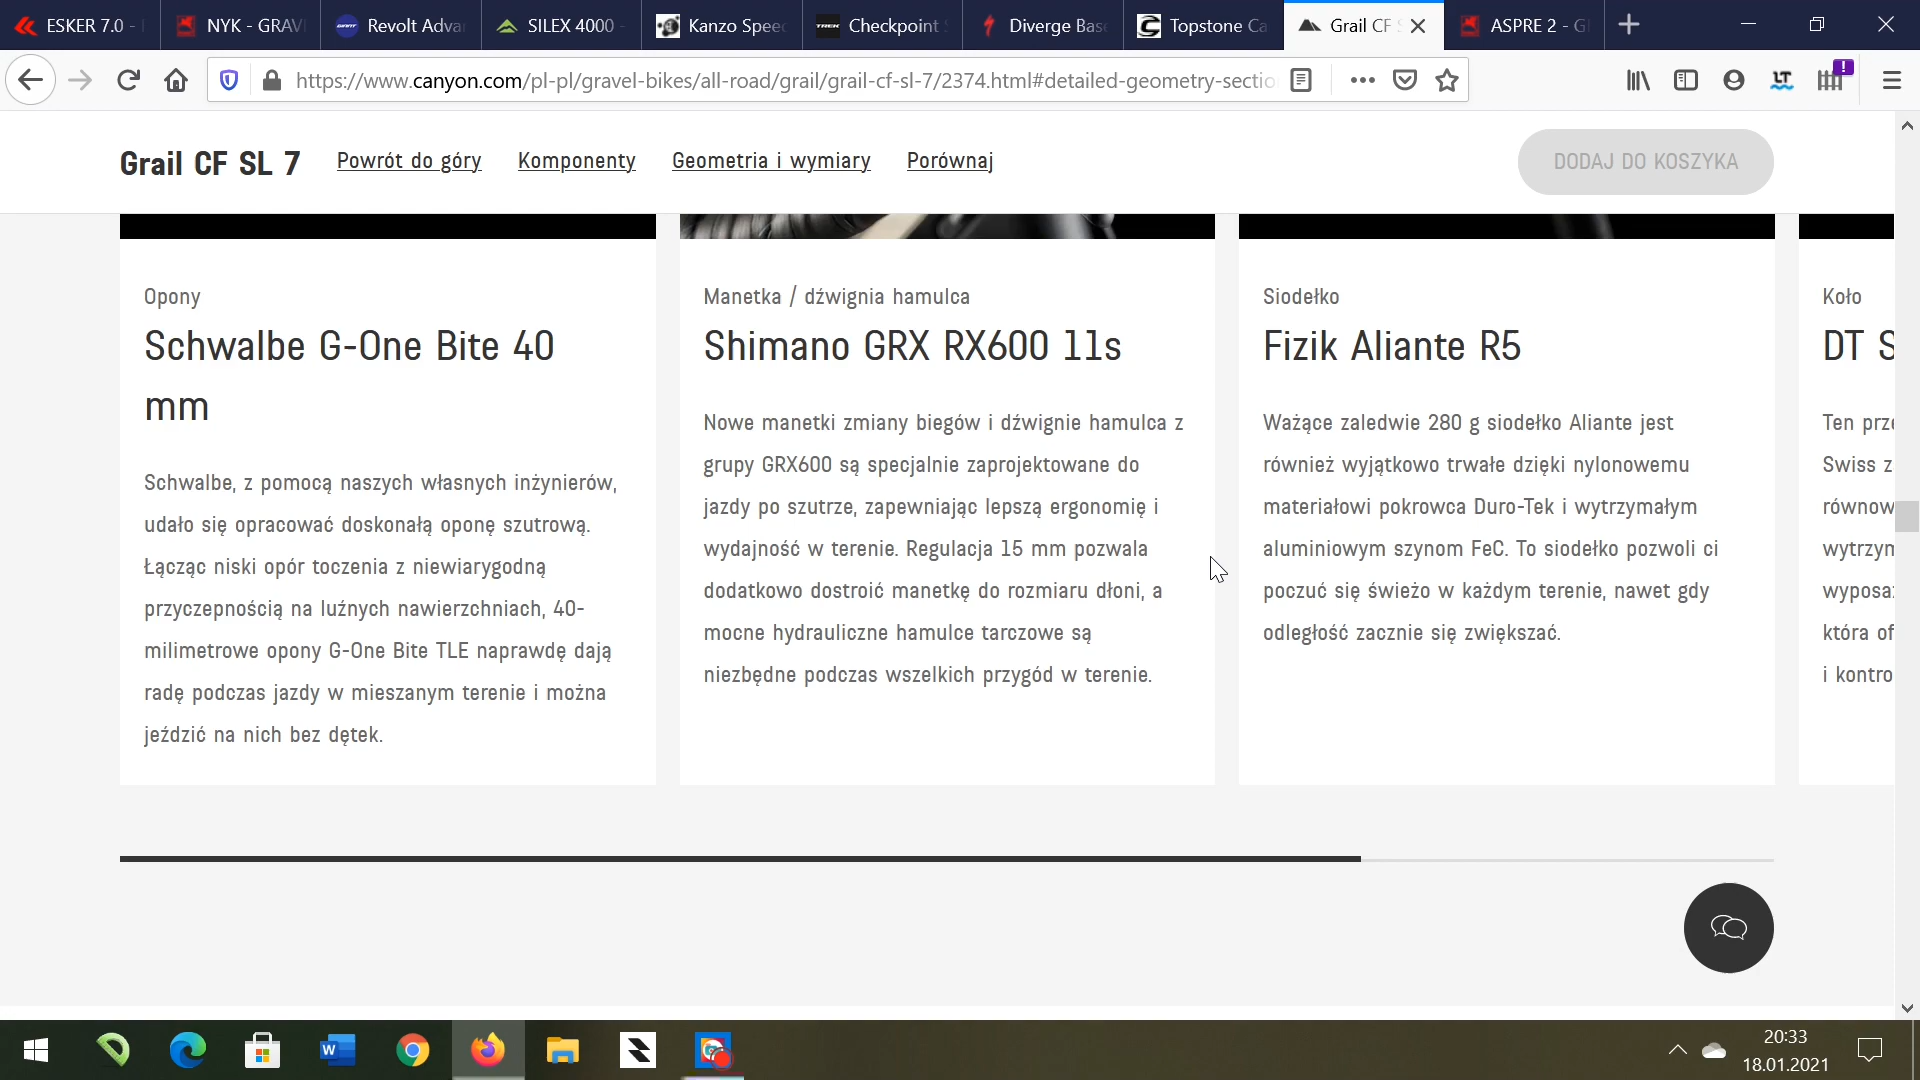 ESKER 7.0 -
NYK - GRAV
Revolt Adva
SILEX 4000 -
Kanzo Spee
Checkpoint
Diverge Bas
Topstone Ca
Grail CF S
ASPRE 2 - G
https://www.canyon.com/pl-pl/gravel-bikes/all-road/grail/grail-cf-sl-7/2374.html#detailed-geometry-sectio
Grail CF SL 7
Powrót do góry
Komponenty
Geometria i wymiary
Porównaj
DODAJ DO KOSZYKA
Opony
Schwalbe G-One Bite 40
mm
Schwalbe, z pomocą naszych własnych inżynierów,
udało się opracować doskonałą oponę szutrową.
Łącząc niski opór toczenia z niewiarygodną
przyczepnością na luźnych nawierzchniach, 40-
milimetrowe opony G-One Bite TLE naprawdę dają
radę podczas jazdy w mieszanym terenie i można
jeździć na nich bez dętek.
Manetka / dźwignia hamulca
Shimano GRX RX600 11s
Nowe manetki zmiany biegów i dźwignie hamulca z
grupy GRX600 są specjalnie zaprojektowane do
jazdy po szutrze, zapewniając lepszą ergonomię i
wydajność w terenie. Regulacja 15 mm pozwala
dodatkowo dostroić manetkę do rozmiaru dłoni, a
mocne hydrauliczne hamulce tarczowe są
niezbędne podczas wszelkich przygód w terenie.
Siodełko
Fizik Aliante R5
Ważące zaledwie 280 g siodełko Aliante jest
również wyjątkowo trwałe dzięki nylonowemu
materiałowi pokrowca Duro-Tek i wytrzymałym
aluminiowym szynom FeC. To siodełko pozwoli ci
poczuć się świeżo w każdym terenie, nawet gdy
odległość zacznie się zwiększać.
Koło
DT S
Ten prze
Swiss z
równow
wytrzym
wyposa
która of
i kontro
20:33
18.01.2021